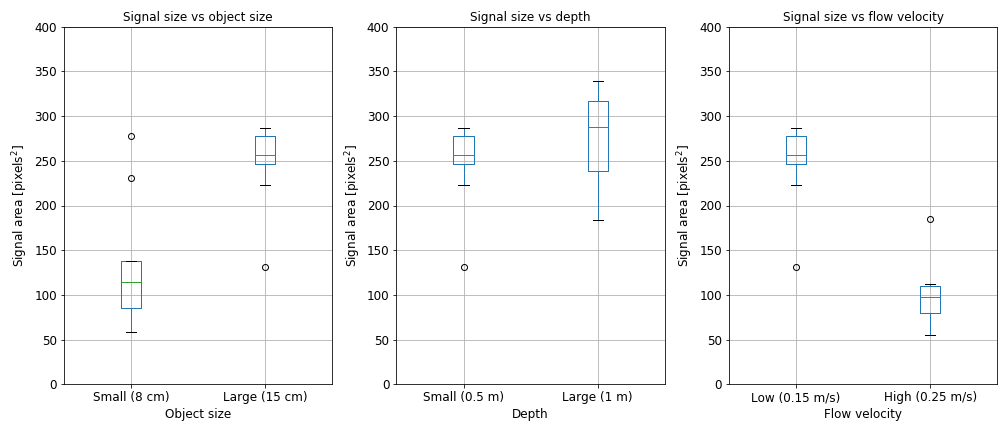 Signal size vs object size
Signal area [pixels²]
400
350
300
250
200
150
100
50
0
Small (8 cm) Large (15 cm)
Object size
Signal size vs depth
Signal area [pixels²]
400
350
300
250
200
150
100
50
0
Small (0.5 m) Large (1 m)
Depth
Signal size vs flow velocity
Signal area [pixels²]
400
350
300
250
200
150
100
50
0
Low (0.15 m/s) High (0.25 m/s)
Flow velocity